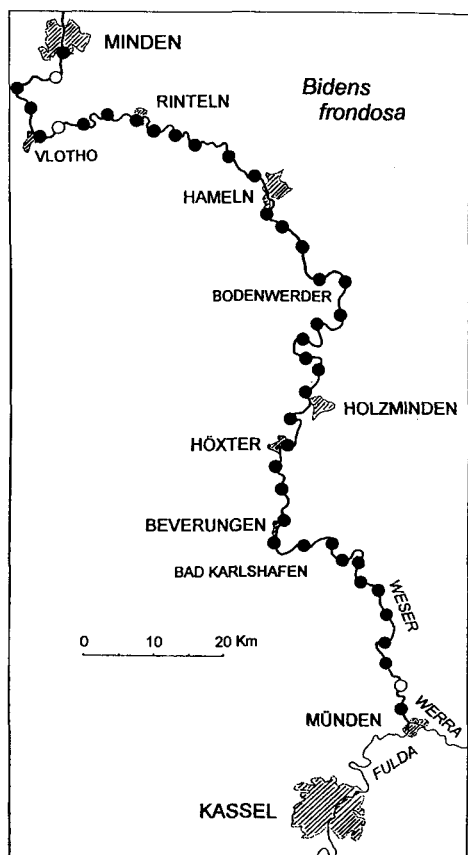 MINDEN
Bidens
frondosa
RINTELN
VLOTHO
HAMELN
BODENWERDER
HOLZMINDEN
HÖXTER
BEVERUNGEN
BAD KARLSHAFEN
WESER
0 10 20 Km
MÜNDEN
WERRA
FULDA
KASSEL